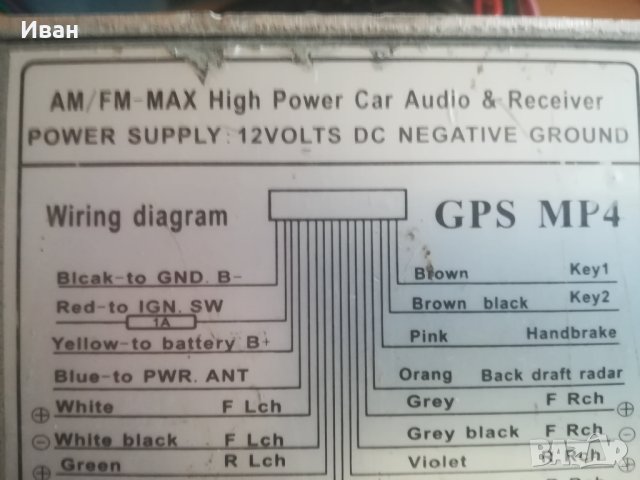 Иван
AM/FM-MAX High Power Car Audio & Receiver
POWER SUPPLY: 12VOLTS DC NEGATIVE GROUND
Wiring diagram
GPS MP4
Blcak-to GND. B-
Red-to IGN. SW
1A
Yellow-to battery B+
Blue-to PWR. ANT
White F Lch
White black F Lch
Green R Lch
Brown Key1
Brown black Key2
Pink Handbrake
Orang Back draft radar
Grey F Rch
Grey black F Rch
Violet R Rch
BAZAR